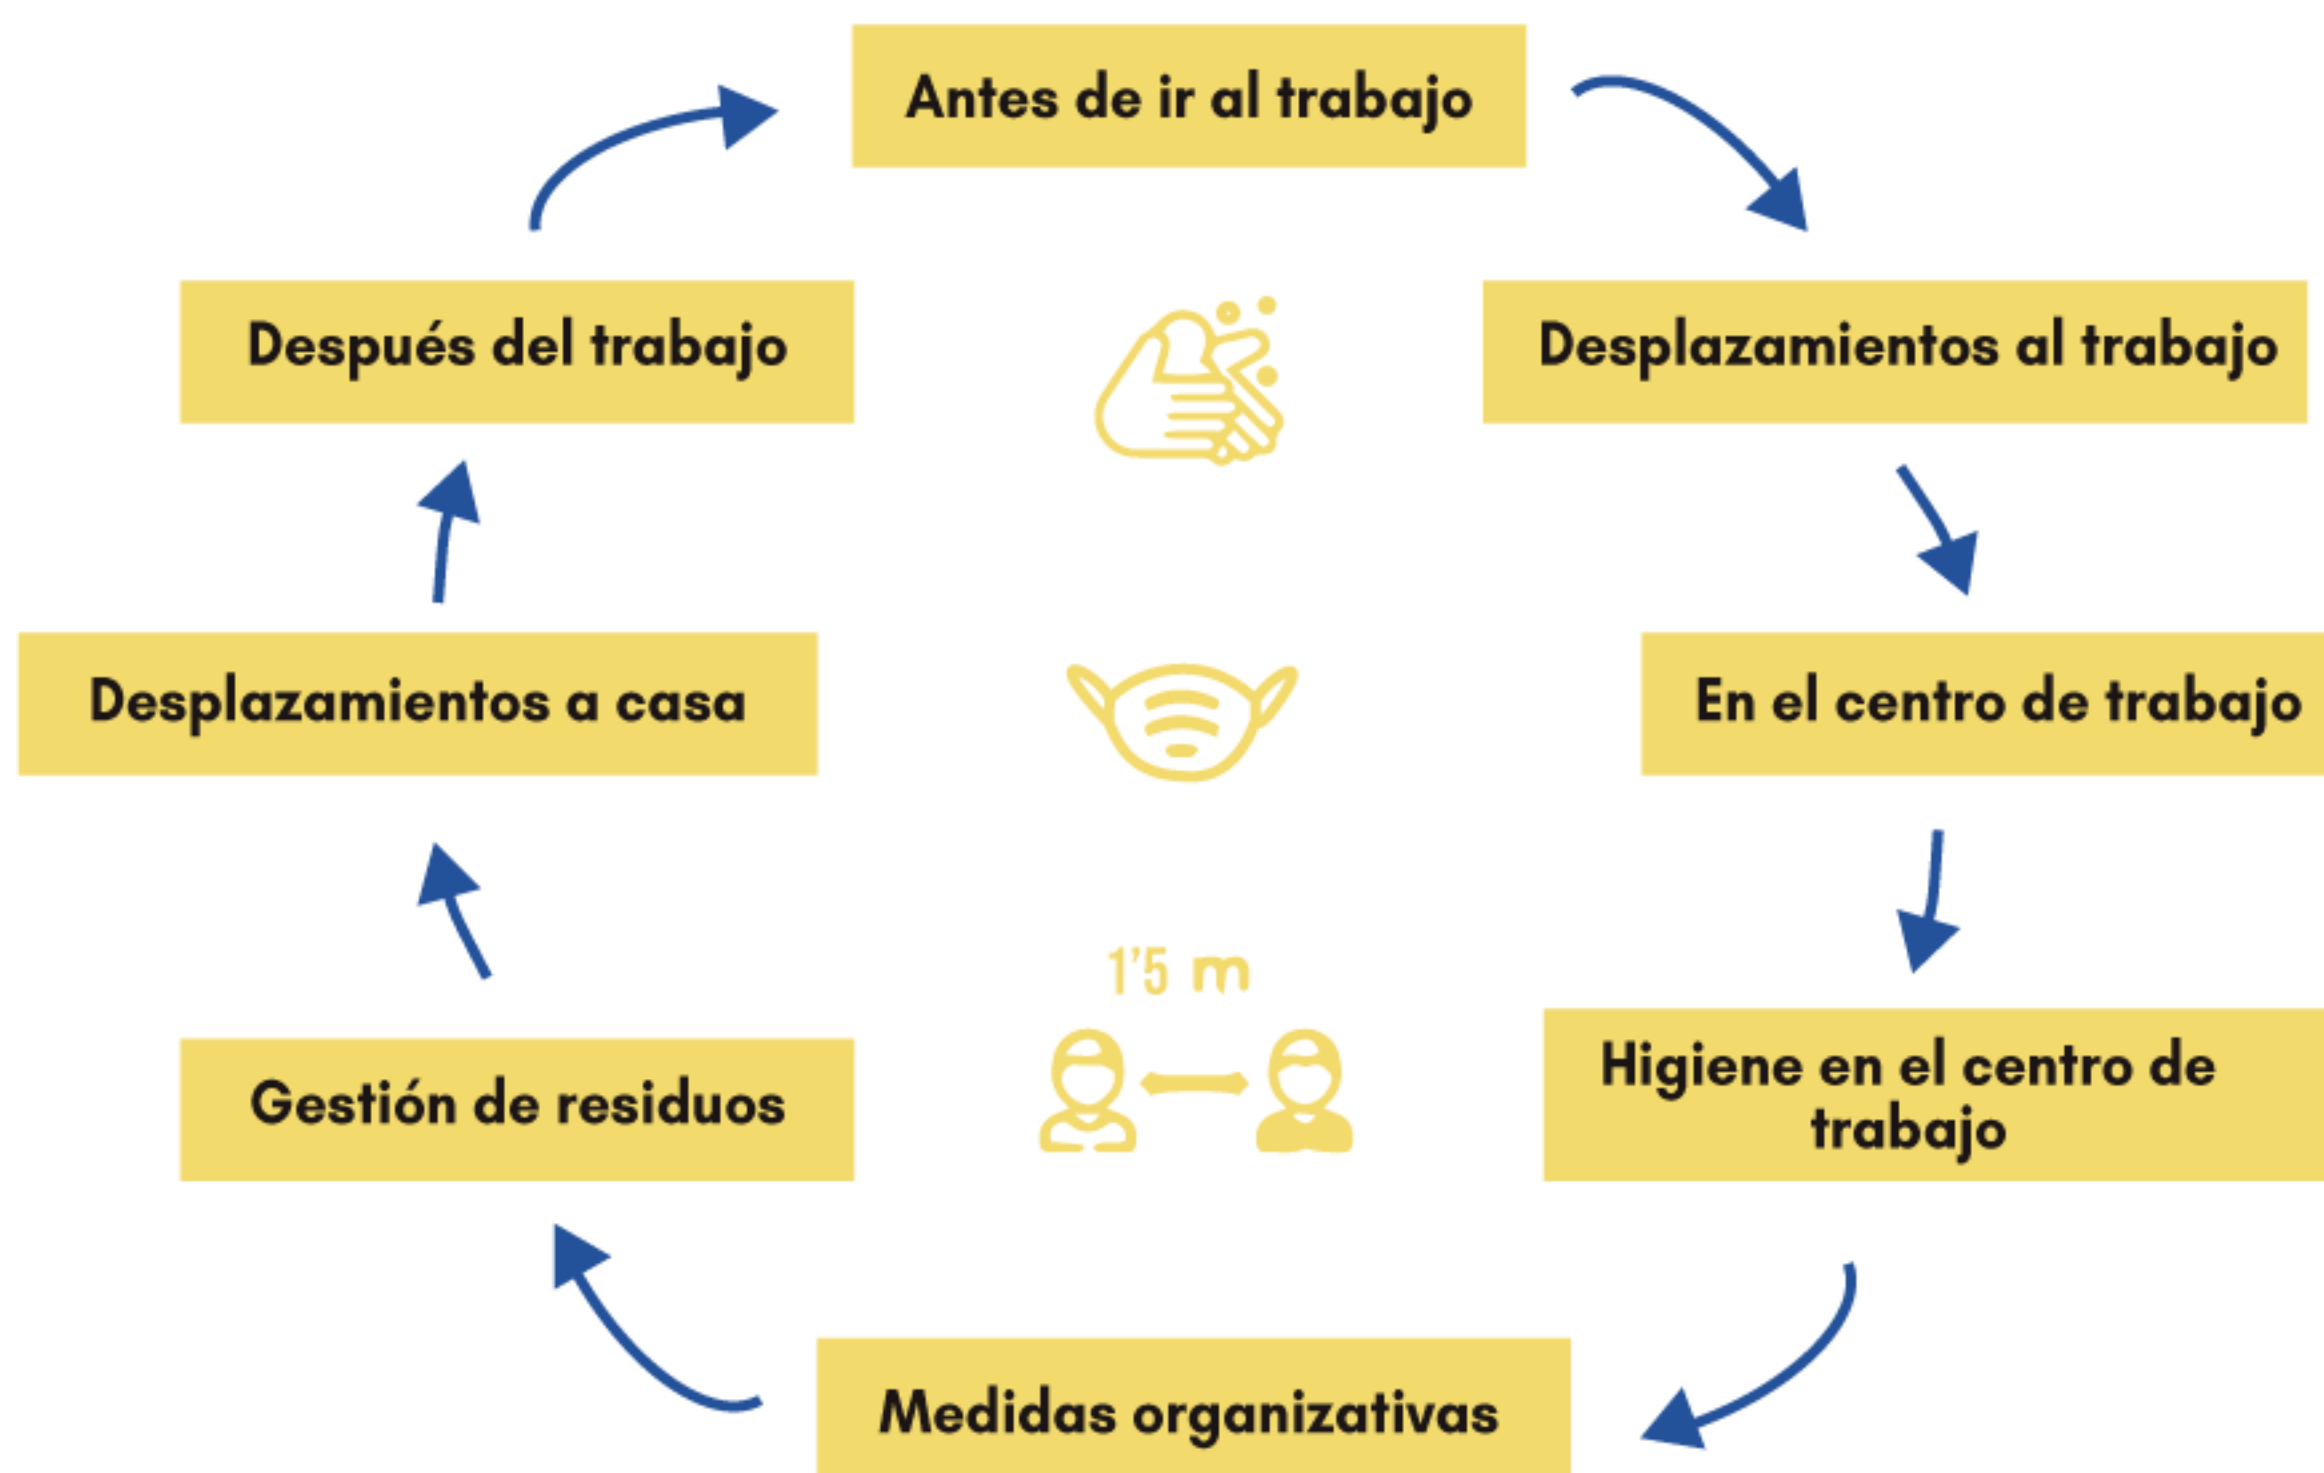 Antes de ir al trabajo
Después del trabajo
Desplazamientos al trabajo
Desplazamientos a casa
En el centro de trabajo
1'5 m
Gestión de residuos
Higiene en el centro de
trabajo
Medidas organizativas